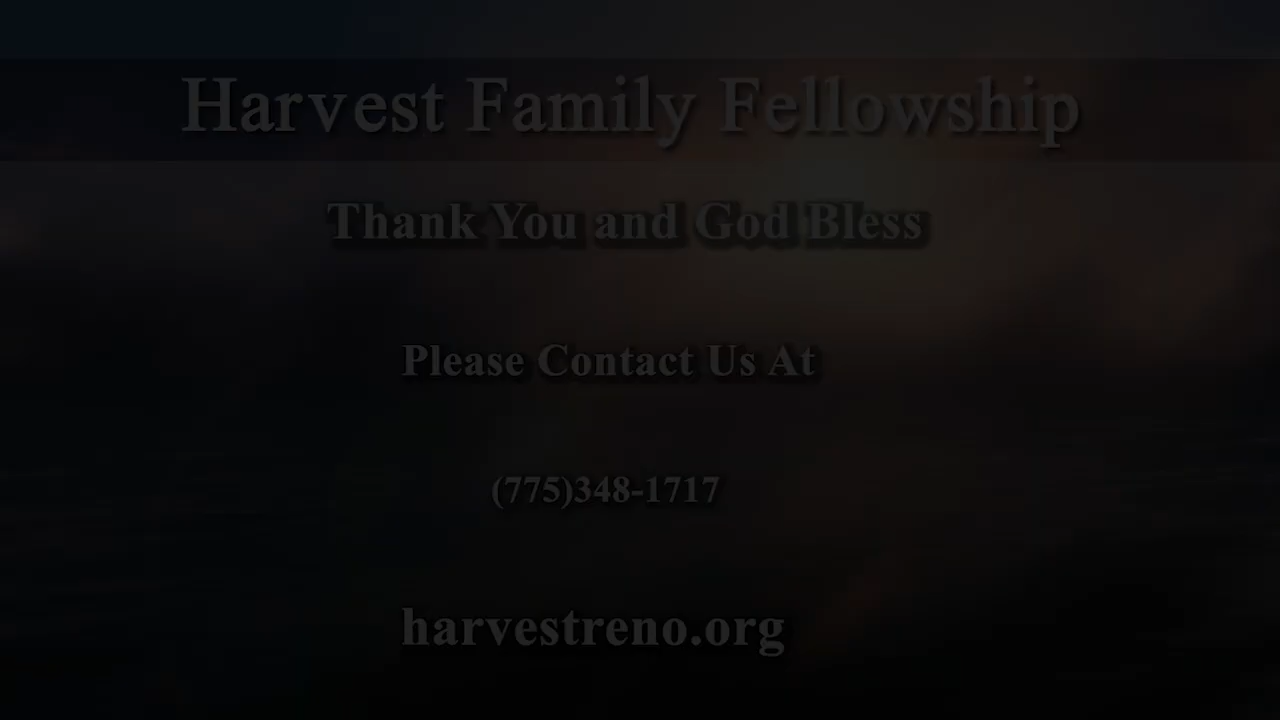 Harvest Family Fellowship
Thank You and God Bless
Please Contact Us At
(775)348-1717
harvestreno.org